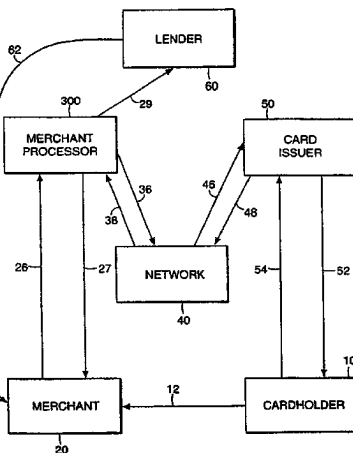 62
LENDER
60
29
300
MERCHANT
PROCESSOR
50
CARD
ISSUER
36
38
46
48
NETWORK
40
26
27
54
52
12
MERCHANT
20
10
CARDHOLDER